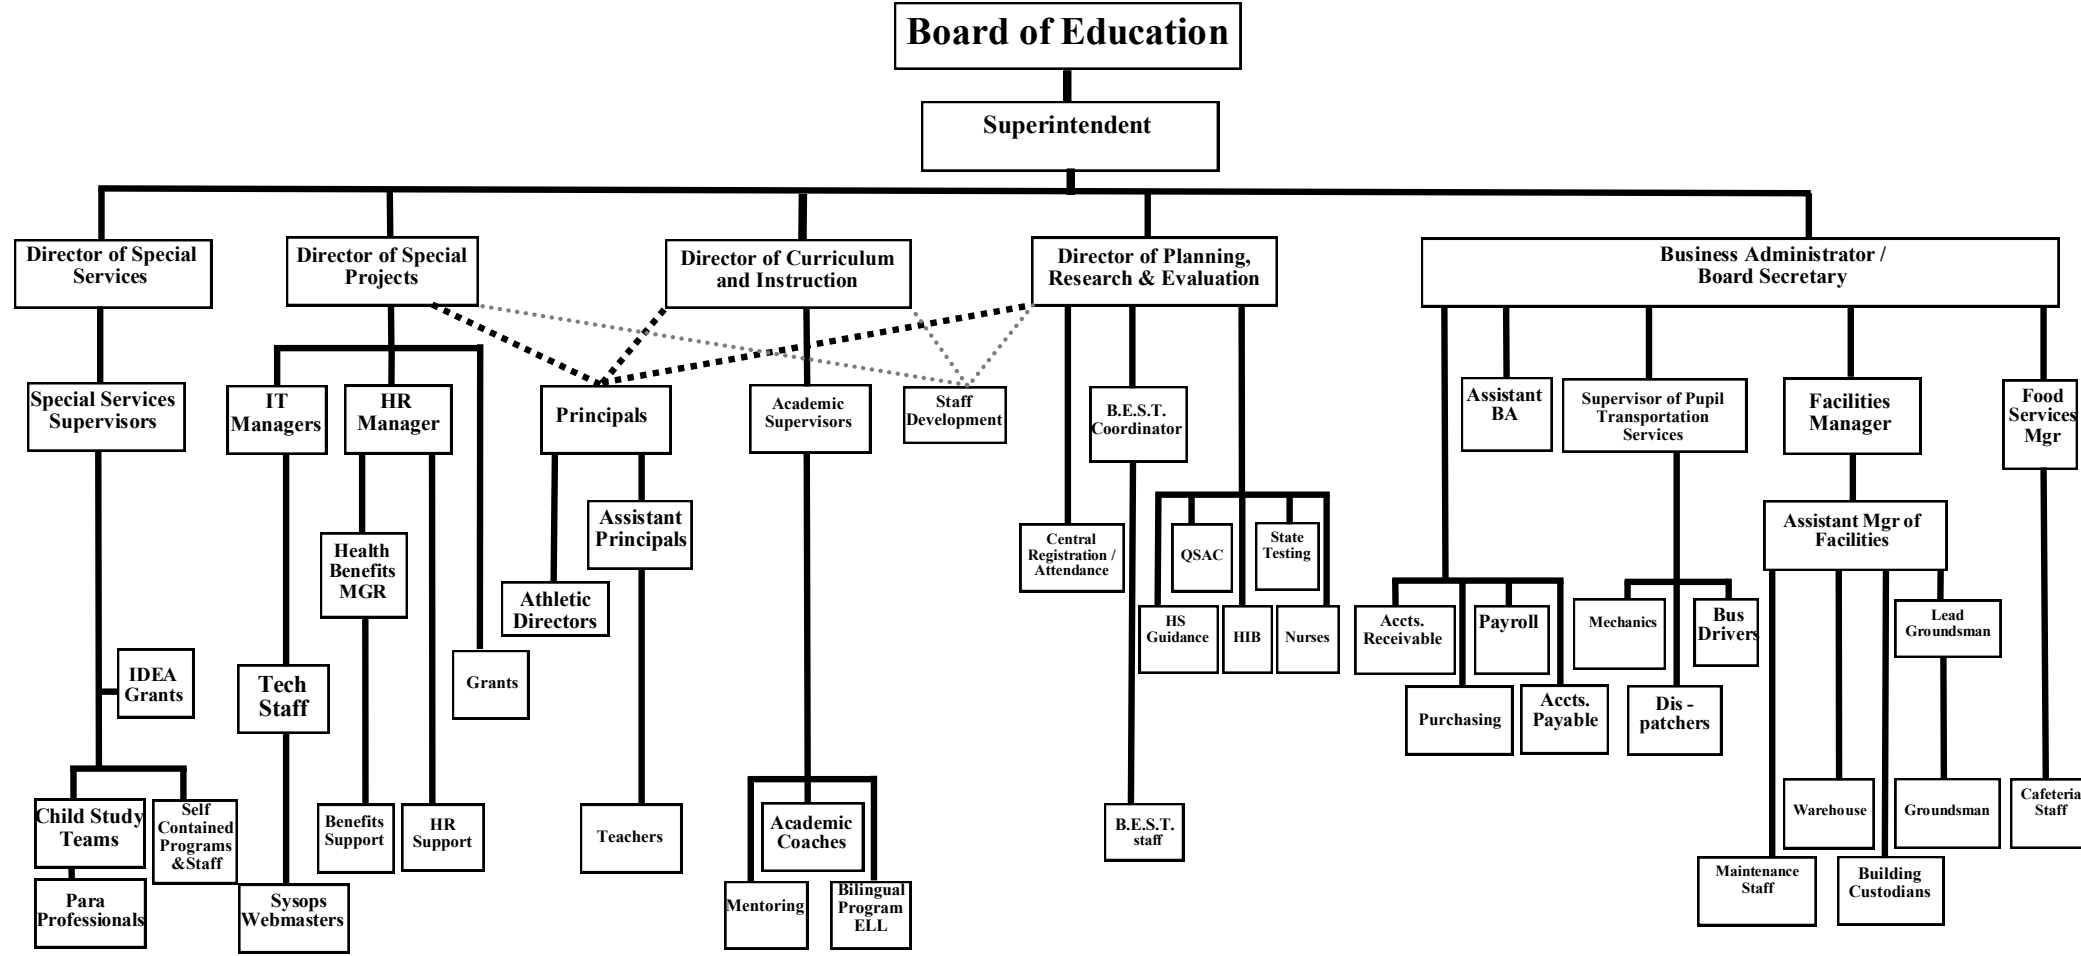 Board of Education
Superintendent
Director of Special
Services
Director of Special
Projects
Director of Curriculum
and Instruction
Director of Planning,
Research & Evaluation
Business Administrator /
Board Secretary
Special Services
Supervisors
IT
Managers
HR
Manager
Principals
Academic
Supervisors
Staff
Development
B.E.S.T.
Coordinator
Assistant
BA
Supervisor of Pupil
Transportation
Services
Facilities
Manager
Food
Services
Mgr
Health
Benefits
MGR
Assistant
Principals
Athletic
Directors
Central
Registration /
Attendance
QSAC
State
Testing
HS
Guidance
HIB
Nurses
Assistant Mgr of
Facilities
Accts.
Receivable
Payroll
Purchasing
Accts.
Payable
Mechanics
Bus
Drivers
Dis -
patchers
Lead
Groundsman
IDEA
Grants
Tech
Staff
Grants
Child Study
Teams
Self
Contained
Programs
&Staff
Benefits
Support
HR
Support
Teachers
Academic
Coaches
B.E.S.T.
staff
Warehouse
Groundsman
Cafeteria
Staff
Para
Professionals
Sysops
Webmasters
Mentoring
Bilingual
Program
ELL
Maintenance
Staff
Building
Custodians